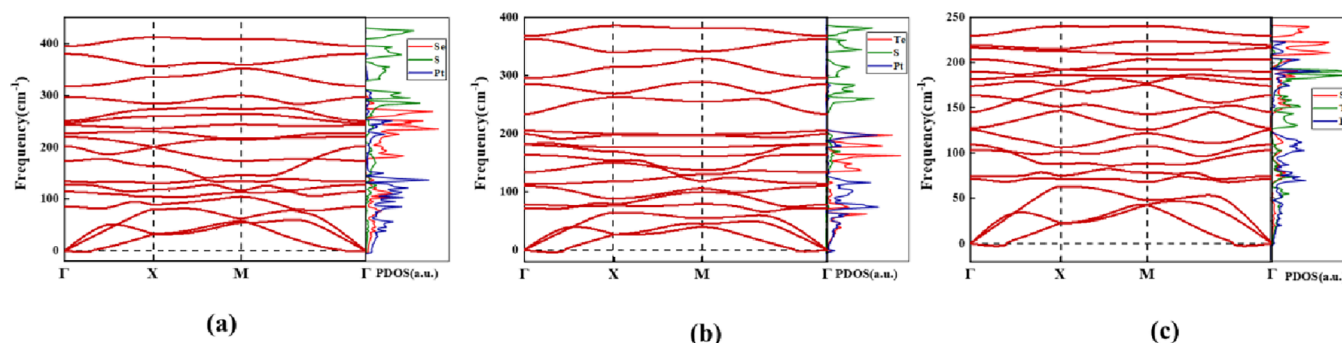 Frequency(cm⁻¹)
400
300
200
100
0
Γ X M Γ PDOS(a.u.)
Se
S
Pt
(a)
Frequency(cm⁻¹)
400
300
200
100
0
Γ X M Γ PDOS(a.u.)
Te
S
Pt
(b)
Frequency(cm⁻¹)
250
200
150
100
50
0
Γ X M Γ PDOS(a.u
(c)